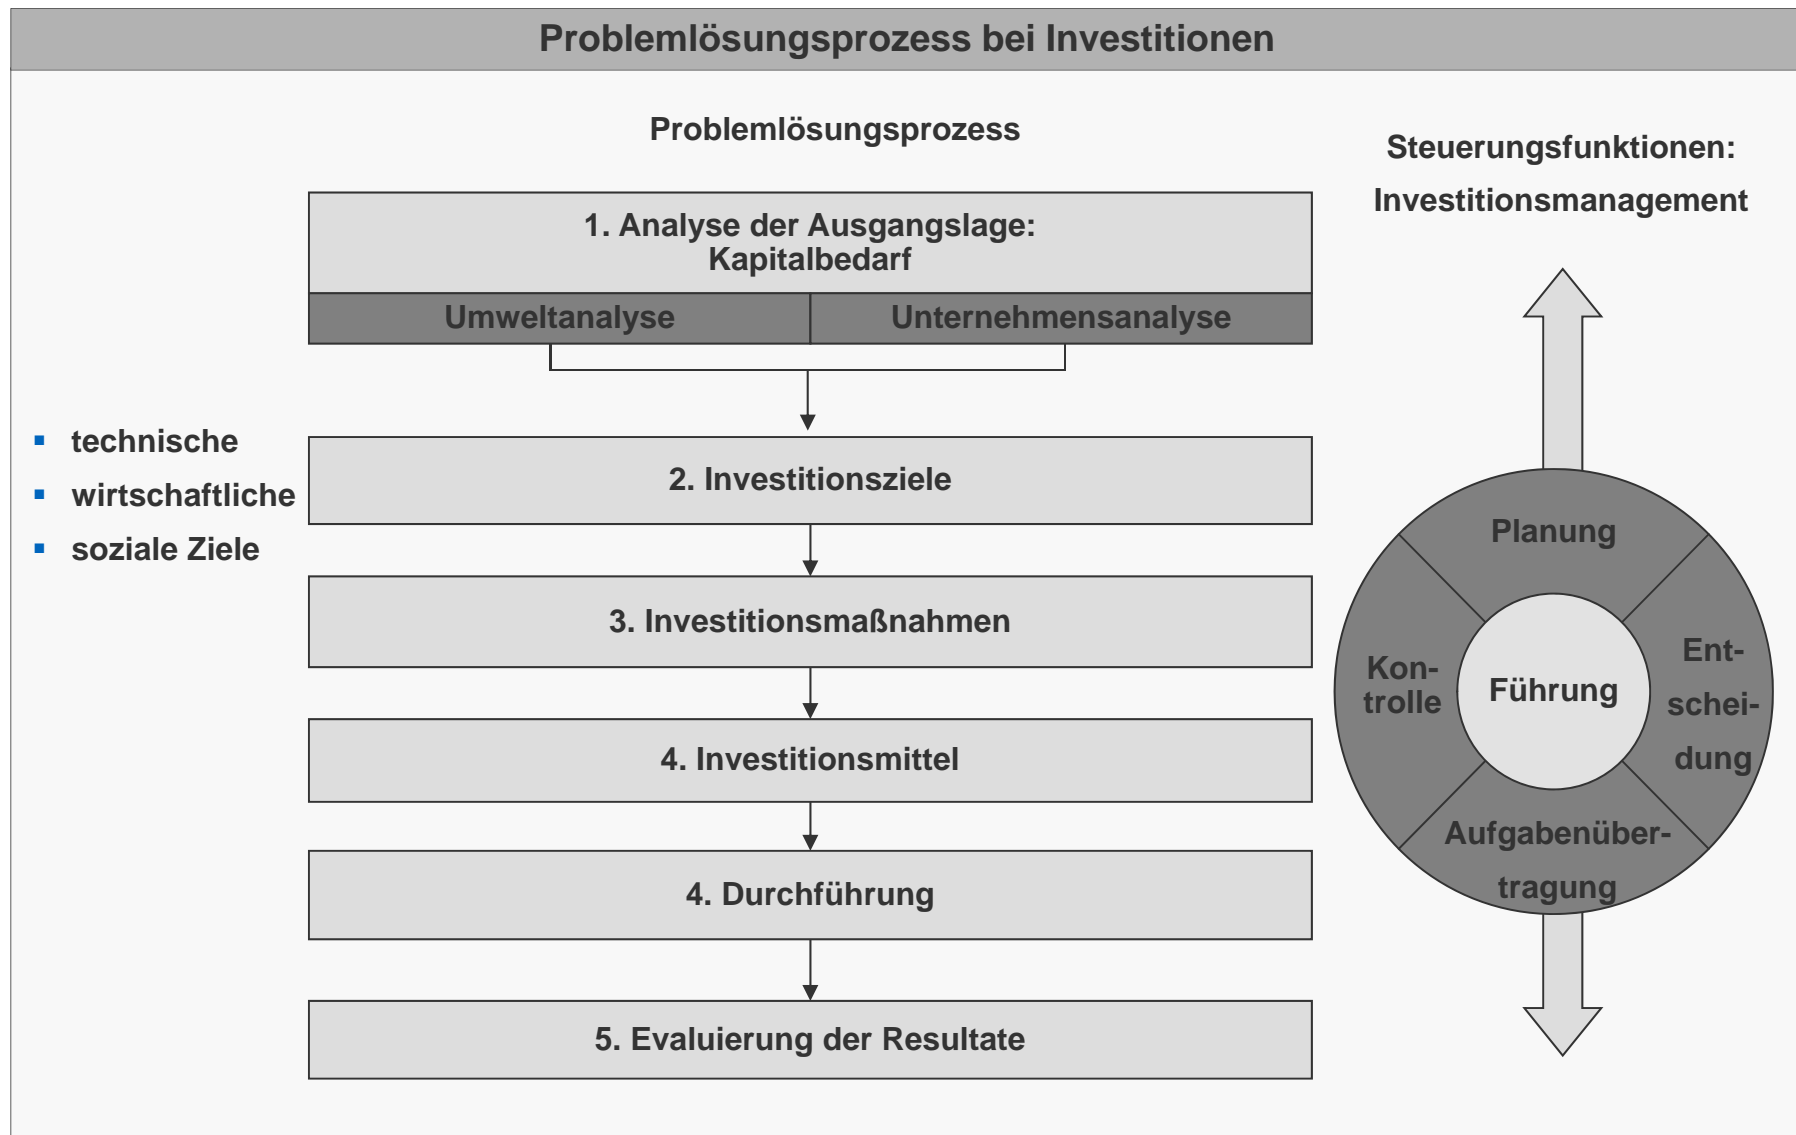 Problemlösungsprozess bei Investitionen
Problemlösungsprozess
Steuerungsfunktionen:
Investitionsmanagement
1. Analyse der Ausgangslage:
Kapitalbedarf
Umweltanalyse
Unternehmensanalyse
technische
wirtschaftliche
soziale Ziele
2. Investitionsziele
3. Investitionsmaßnahmen
4. Investitionsmittel
4. Durchführung
5. Evaluierung der Resultate
Planung
Ent-
schei-
dung
Kon-
trolle
Führung
Aufgabenüber-
tragung